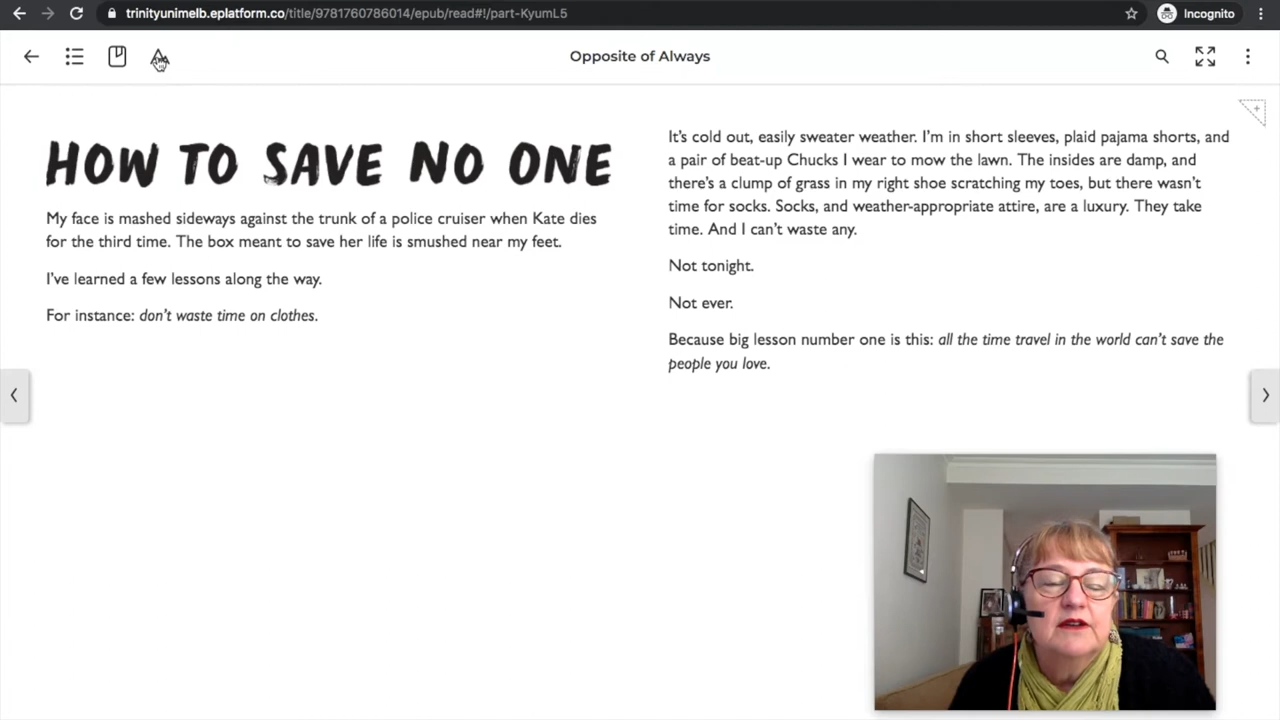 trinityunimelb.eplatform.co/title/9781760786014/epub/read#!/part-KyumL5
Incognito
Opposite of Always
HOW TO SAVE NO ONE
My face is mashed sideways against the trunk of a police cruiser when Kate dies
for the third time. The box meant to save her life is smushed near my feet.
I've learned a few lessons along the way.
For instance: don't waste time on clothes.
It's cold out, easily sweater weather. I'm in short sleeves, plaid pajama shorts, and
a pair of beat-up Chucks I wear to mow the lawn. The insides are damp, and
there's a clump of grass in my right shoe scratching my toes, but there wasn't
time for socks. Socks, and weather-appropriate attire, are a luxury. They take
time. And I can't waste any.
Not tonight.
Not ever.
Because big lesson number one is this: all the time travel in the world can't save the
people you love.